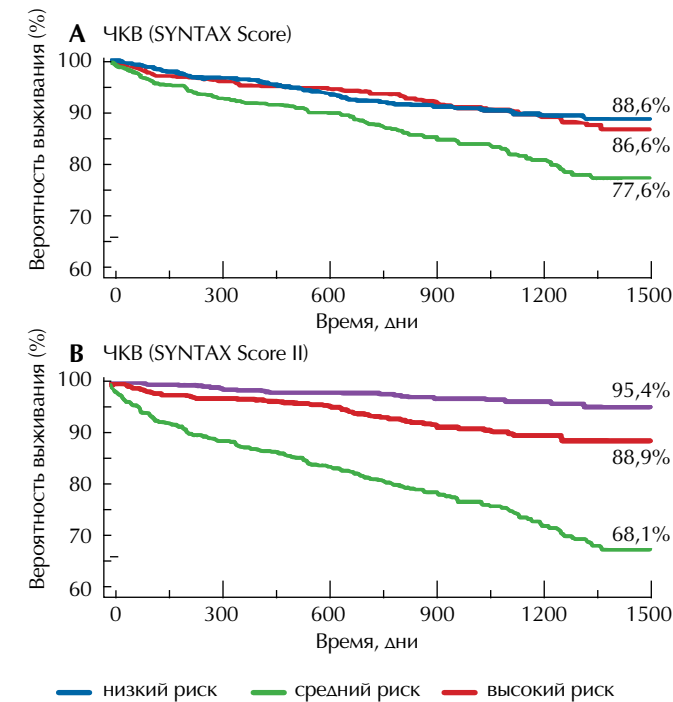 A ЧКВ (SYNTAX Score)
Вероятность выживания (%)
100
90
80
70
60
88,6%
86,6%
77,6%
0 300 600 900 1200 1500
Время, дни
B ЧКВ (SYNTAX Score II)
Вероятность выживания (%)
100
90
80
70
60
95,4%
88,9%
68,1%
0 300 600 900 1200 1500
Время, дни
низкий риск средний риск высокий риск